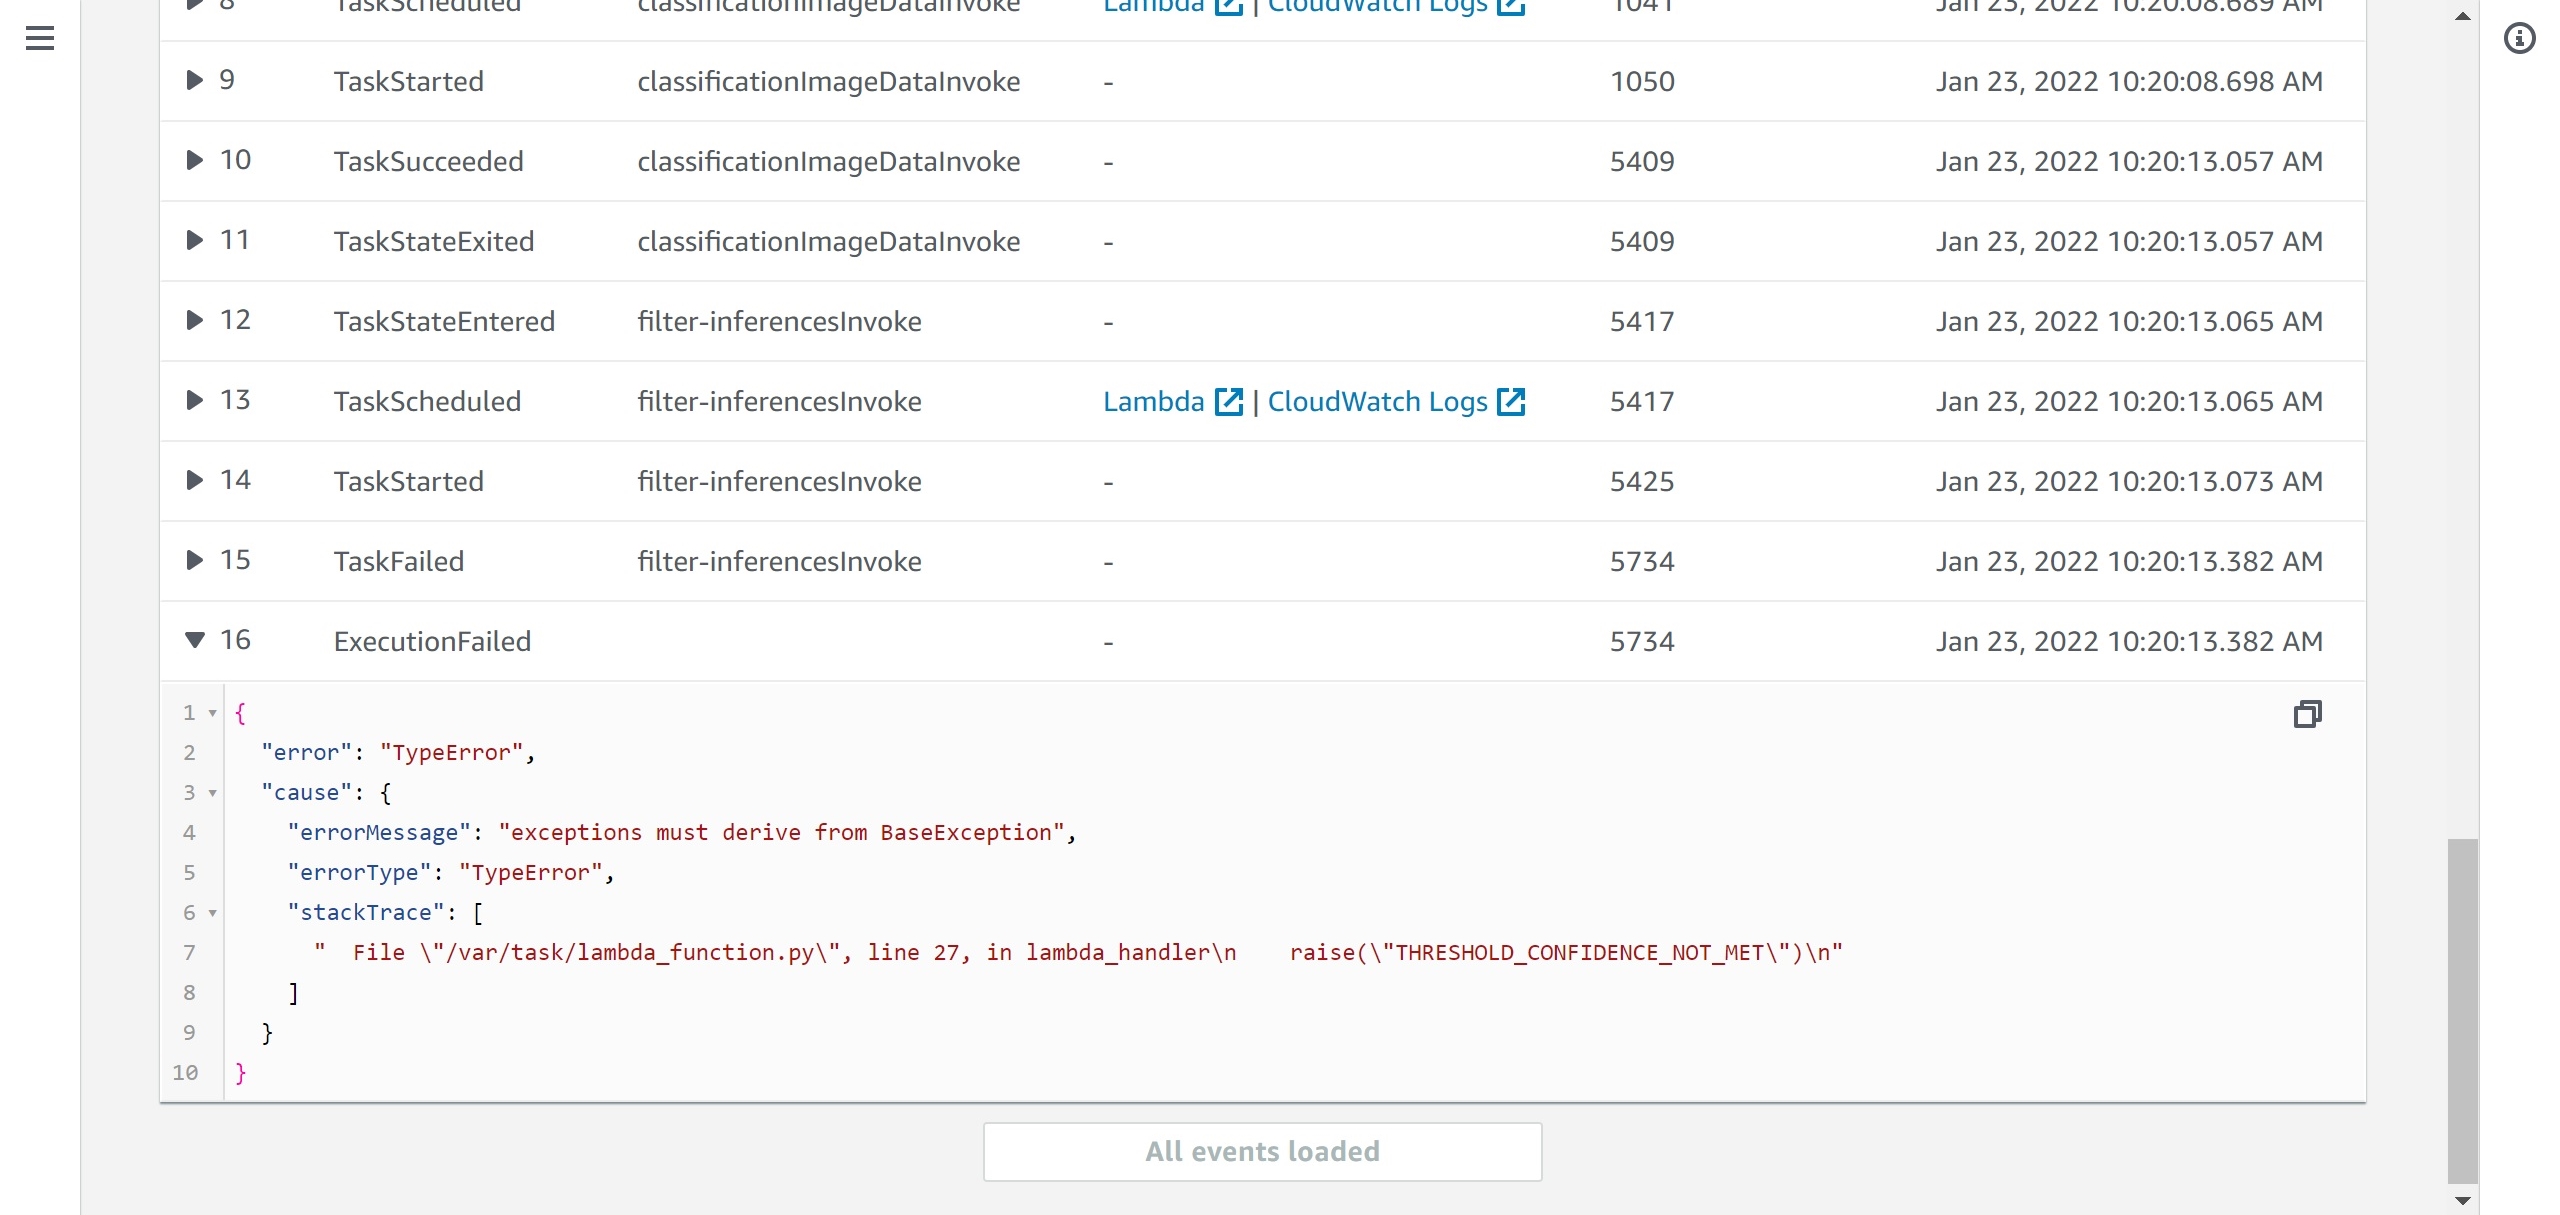 8 TaskScheduled classificationImageDataInvoke Lambda | CloudWatch Logs 1041 Jan 23, 2022 10:20:08.689 AM
9 TaskStarted classificationImageDataInvoke - 1050 Jan 23, 2022 10:20:08.698 AM
10 TaskSucceeded classificationImageDataInvoke - 5409 Jan 23, 2022 10:20:13.057 AM
11 TaskStateExited classificationImageDataInvoke - 5409 Jan 23, 2022 10:20:13.057 AM
12 TaskStateEntered filter-inferencesInvoke - 5417 Jan 23, 2022 10:20:13.065 AM
13 TaskScheduled filter-inferencesInvoke Lambda | CloudWatch Logs 5417 Jan 23, 2022 10:20:13.065 AM
14 TaskStarted filter-inferencesInvoke - 5425 Jan 23, 2022 10:20:13.073 AM
15 TaskFailed filter-inferencesInvoke - 5734 Jan 23, 2022 10:20:13.382 AM
16 ExecutionFailed - 5734 Jan 23, 2022 10:20:13.382 AM
1 {
2 "error": "TypeError",
3 "cause": {
4 "errorMessage": "exceptions must derive from BaseException",
5 "errorType": "TypeError",
6 "stackTrace": [
7 "  File \"/var/task/lambda_function.py\", line 27, in lambda_handler\n    raise(\"THRESHOLD_CONFIDENCE_NOT_MET\")\n"
8 ]
9 }
10 }
All events loaded